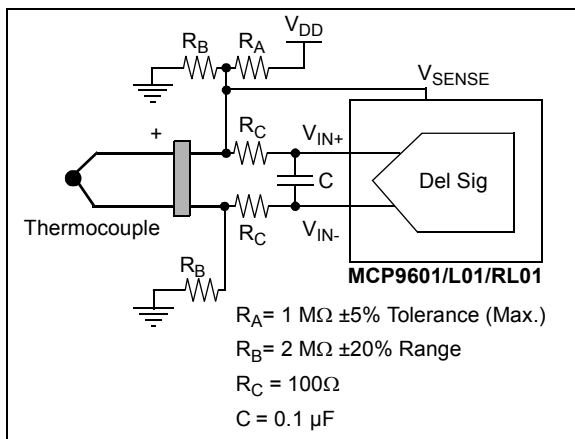 V_DD
R_B R_A
V_SENSE
+ R_C V_IN+
C Del Sig
Thermocouple R_C V_IN-
R_B MCP9601/L01/RL01
R_A= 1 MΩ ±5% Tolerance (Max.)
R_B= 2 MΩ ±20% Range
R_C = 100Ω
C = 0.1 µF